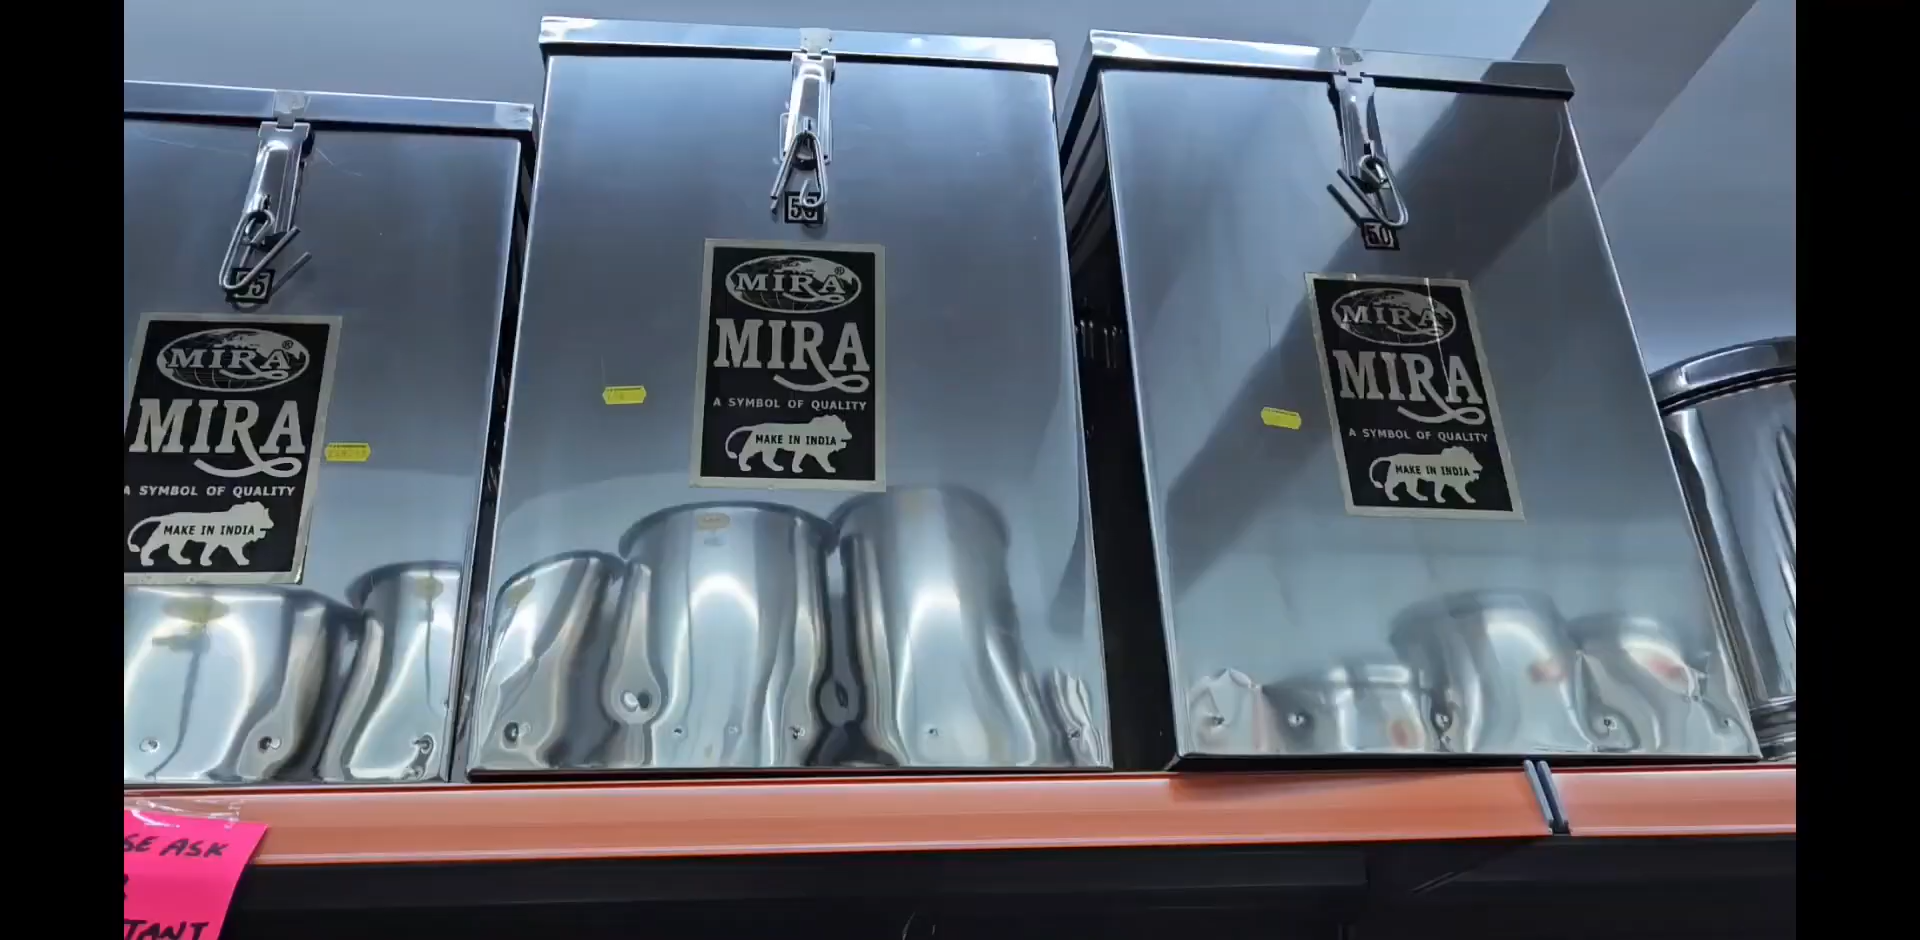 MIRA®
MIRA
A SYMBOL OF QUALITY
MAKE IN INDIA
50
MIRA®
MIRA
A SYMBOL OF QUALITY
MAKE IN INDIA
50
MIRA
MIRA
A SYMBOL OF QUALITY
MAKE IN INDIA
SE ASK
TANT